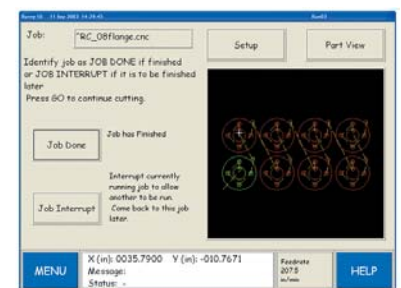 Job:
"RC_08flange.cnc
Setup
Part View
Identify job as JOB DONE if finished
or JOB INTERRUPT if it is to be finished
later
Press GO to continue cutting.
Job Done
Job has Finished
Job Interrupt
Interrupt currently
running job to allow
another to be run.
Come back to this job
later.
MENU
X (in): 0035.7900 Y (in): -010.7671
Message:
Status: -
Feedrate
207.5
in/min
HELP